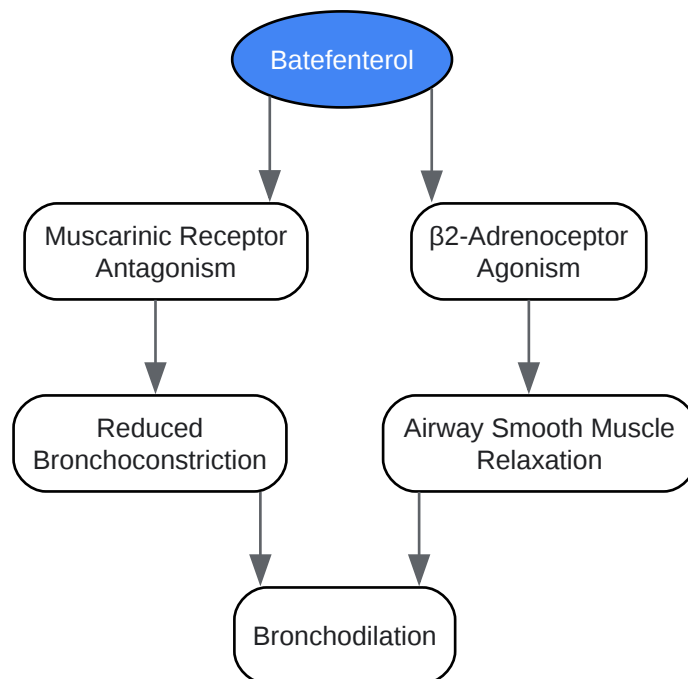 Batefenterol
Muscarinic Receptor
Antagonism
β2-Adrenoceptor
Agonism
Reduced
Bronchoconstriction
Airway Smooth Muscle
Relaxation
Bronchodilation